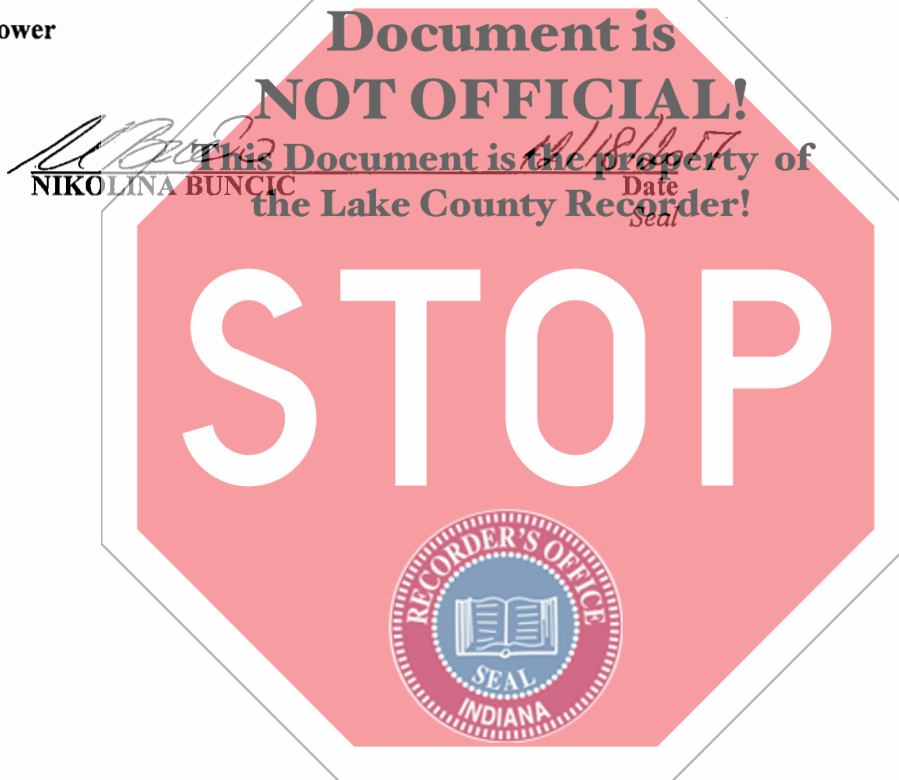 ower
Document is
NOT OFFICIAL!
This Document is the property of
the Lake County Recorder!
NIKOLINA BUNCIC
Date
Seal
STOP
RECORDER'S OFFICE
SEAL
INDIANA